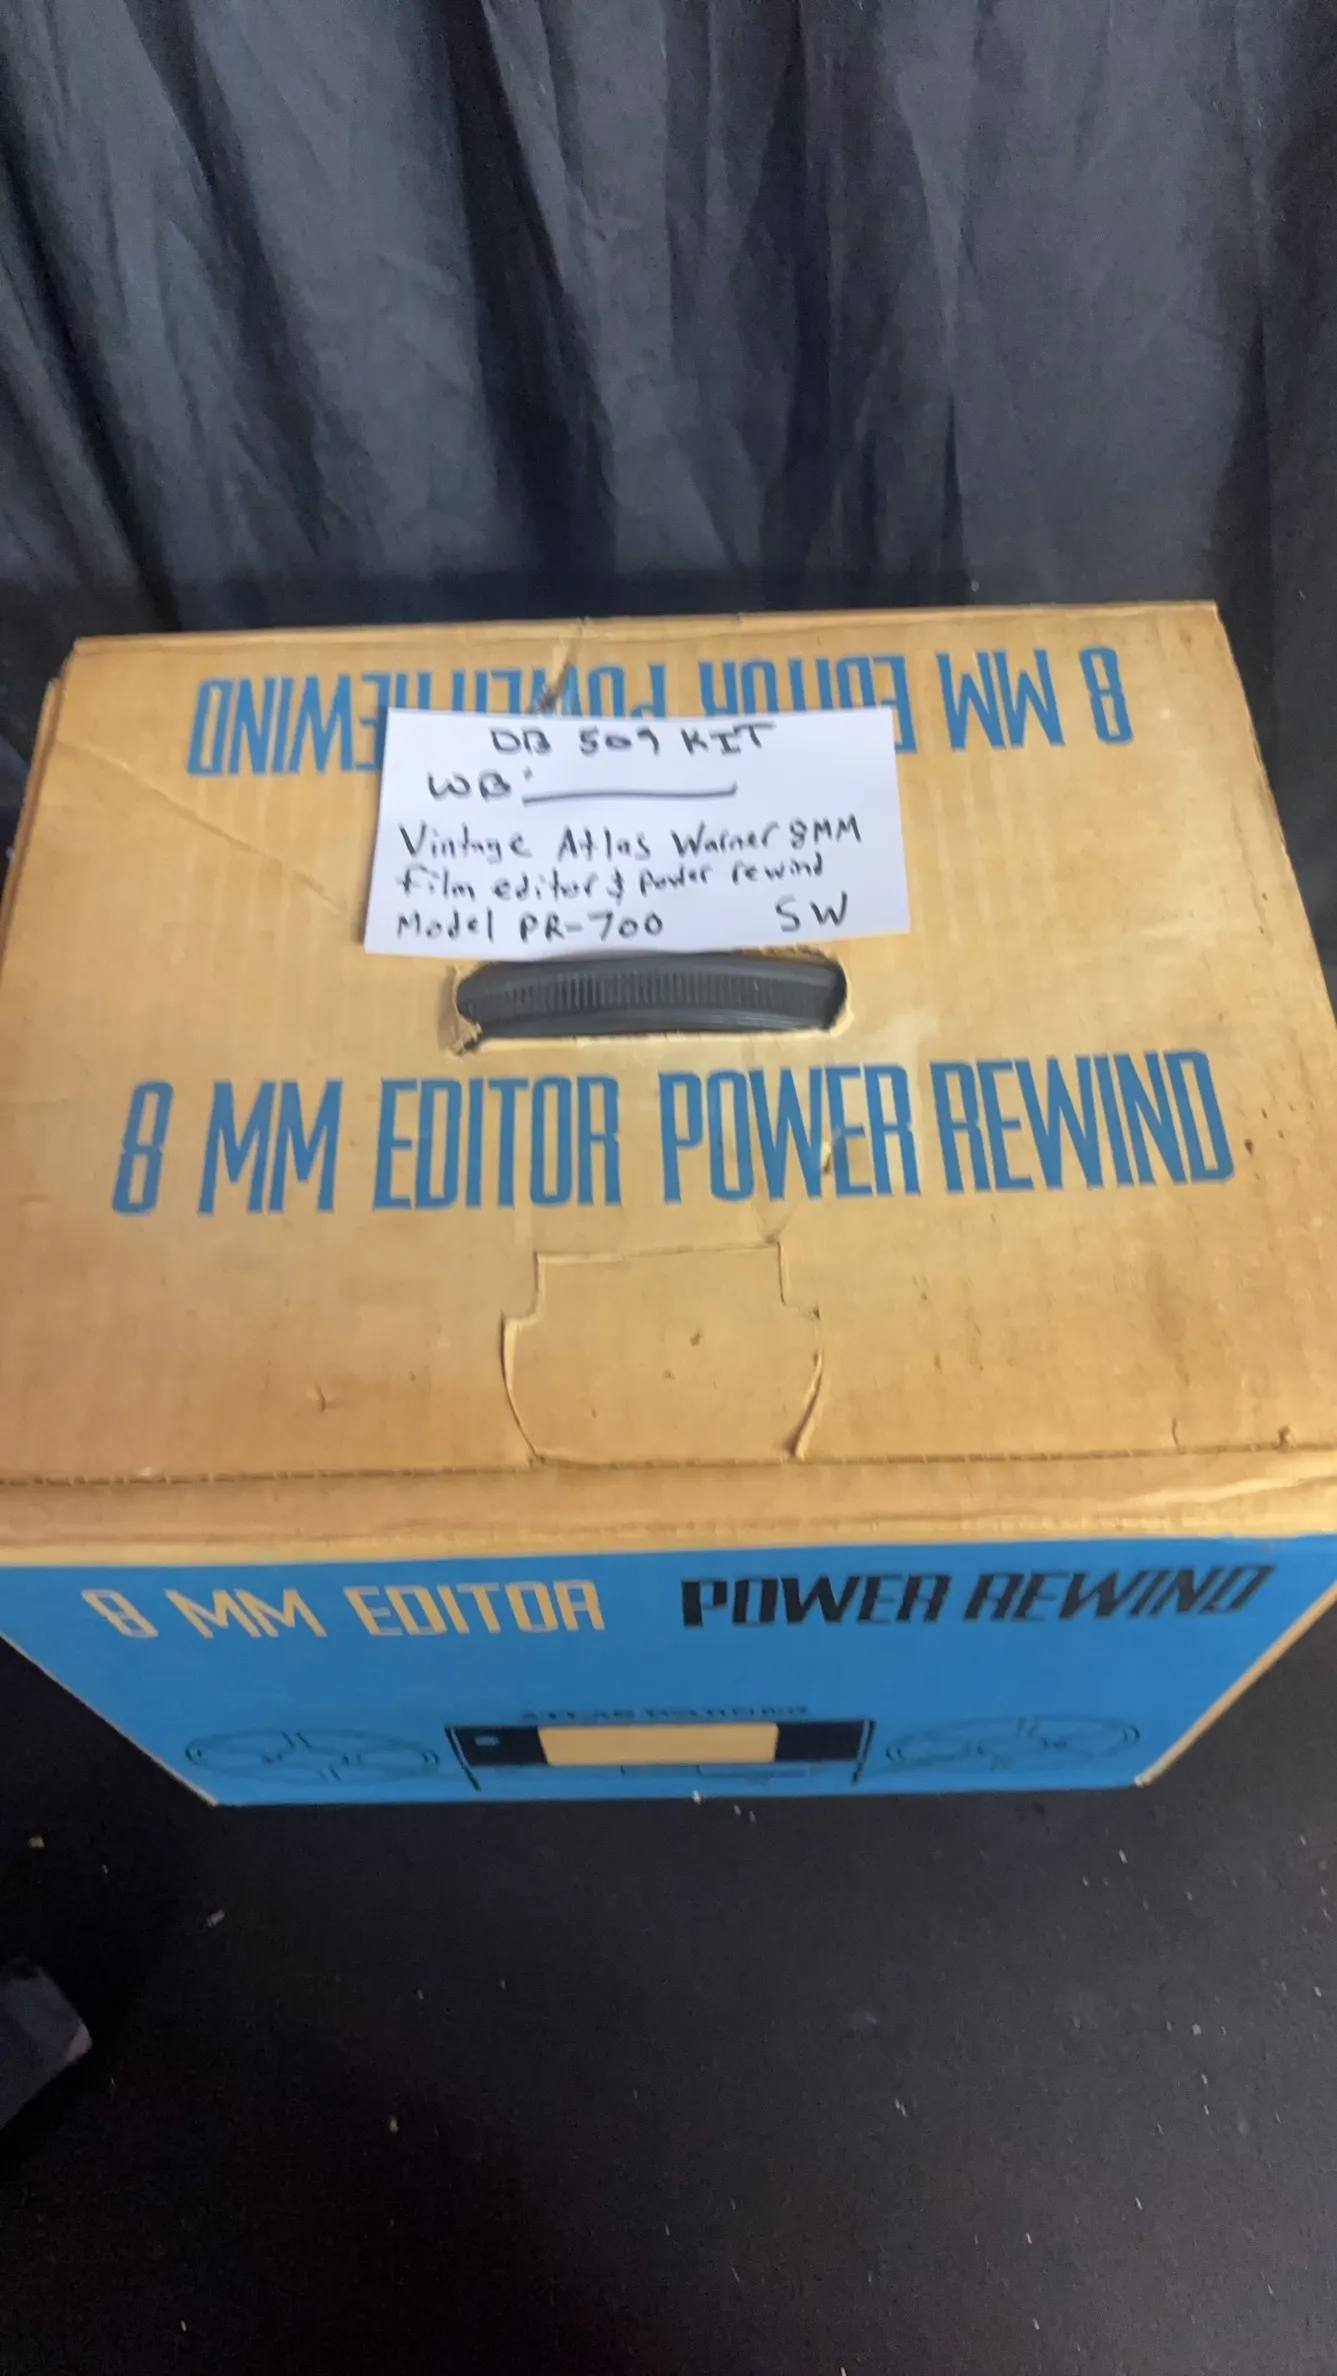 8 MM EDITOR POWER REWIND
DB 509 KIT
WB:
Vintage Atlas Warner 8MM
film editor & power rewind
Model PR-700 SW
8 MM EDITOR POWER REWIND
8 MM EDITOR POWER REWIND